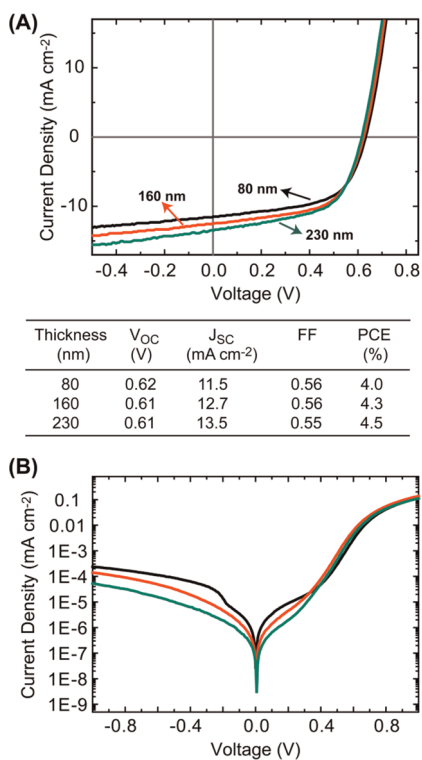 (A)
Current Density (mA cm-2)
10
0
-10
160 nm
80 nm
230 nm
-0.4 -0.2 0.0 0.2 0.4 0.6 0.8
Voltage (V)
Thickness (nm) VOC (V) JSC (mA cm-2) FF PCE (%)
80 0.62 11.5 0.56 4.0
160 0.61 12.7 0.56 4.3
230 0.61 13.5 0.55 4.5
(B)
Current Density (mA cm-2)
0.1
0.01
1E-3
1E-4
1E-5
1E-6
1E-7
1E-8
1E-9
-0.8 -0.4 0.0 0.4 0.8
Voltage (V)